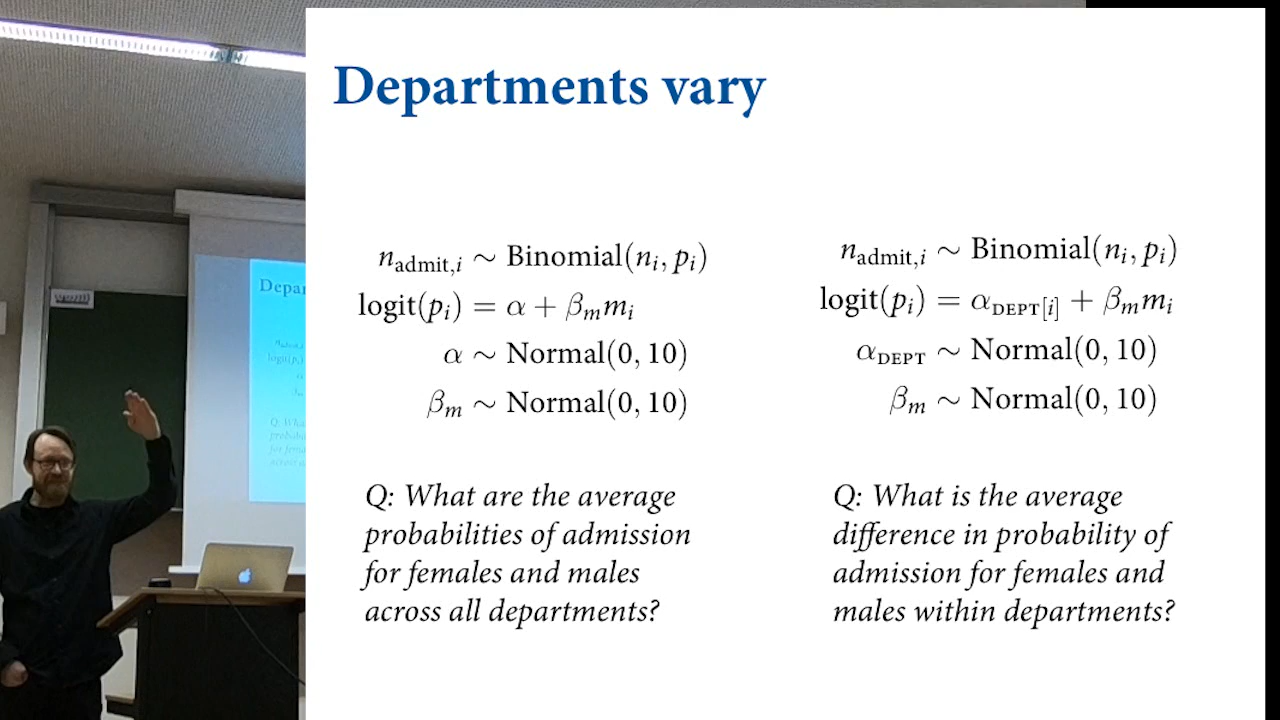 Departments vary
n_admit,i ~ Binomial(n_i, p_i)
logit(p_i) = α + β_m m_i
α ~ Normal(0, 10)
β_m ~ Normal(0, 10)
Q: What are the average
probabilities of admission
for females and males
across all departments?
n_admit,i ~ Binomial(n_i, p_i)
logit(p_i) = α_DEPT[i] + β_m m_i
α_DEPT ~ Normal(0, 10)
β_m ~ Normal(0, 10)
Q: What is the average
difference in probability of
admission for females and
males within departments?
Depar